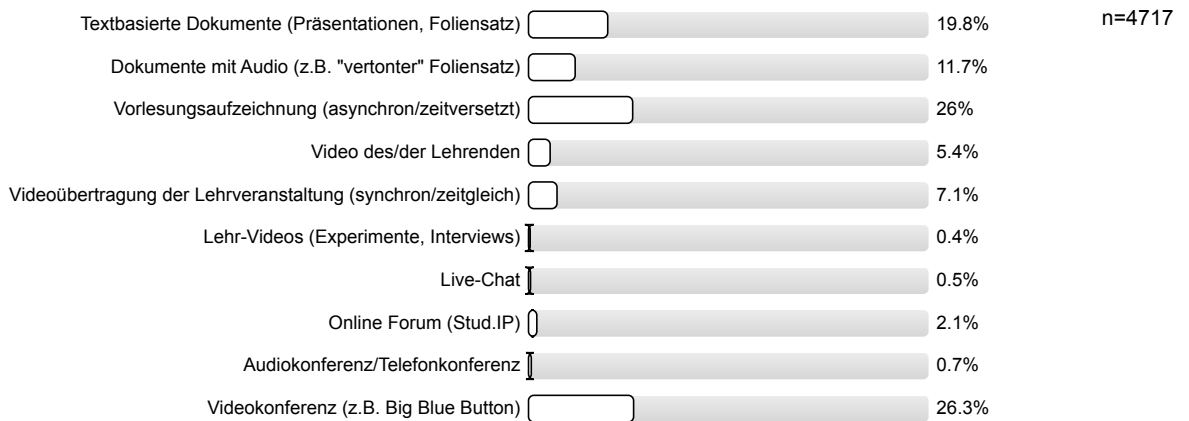 Textbasierte Dokumente (Präsentationen, Foliensatz) 19.8% n=4717
Dokumente mit Audio (z.B. "vertonter" Foliensatz) 11.7%
Vorlesungsaufzeichnung (asynchron/zeitversetzt) 26%
Video des/der Lehrenden 5.4%
Videoübertragung der Lehrveranstaltung (synchron/zeitgleich) 7.1%
Lehr-Videos (Experimente, Interviews) 0.4%
Live-Chat 0.5%
Online Forum (Stud.IP) 2.1%
Audiokonferenz/Telefonkonferenz 0.7%
Videokonferenz (z.B. Big Blue Button) 26.3%